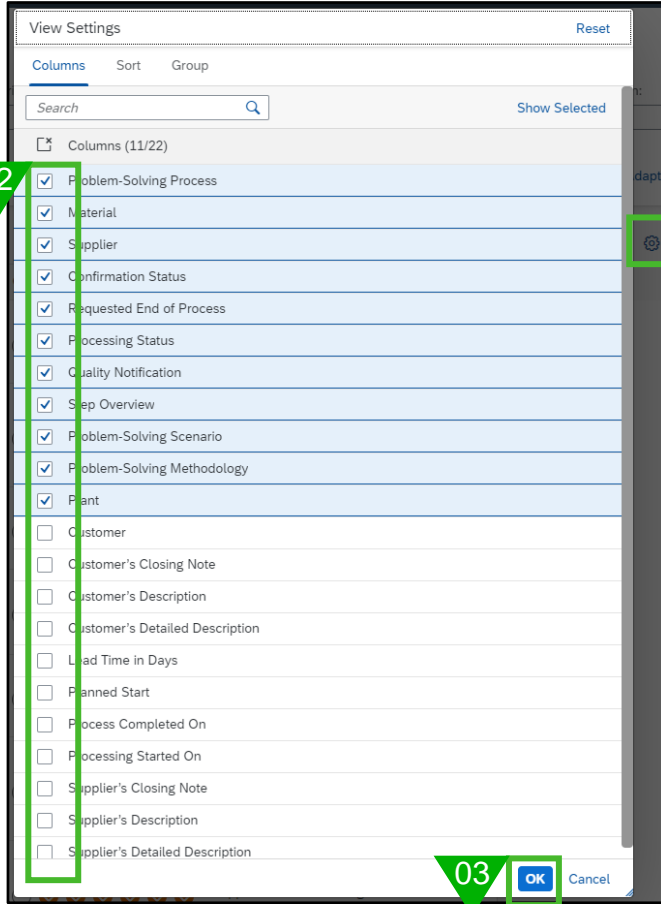 View Settings
Reset
Columns
Sort
Group
Search
Show Selected
Columns (11/22)
2
Problem-Solving Process
Material
Supplier
Confirmation Status
Requested End of Process
Processing Status
Quality Notification
Step Overview
Problem-Solving Scenario
Problem-Solving Methodology
Plant
Customer
Customer's Closing Note
Customer's Description
Customer's Detailed Description
Lead Time in Days
Planned Start
Process Completed On
Processing Started On
Supplier's Closing Note
Supplier's Description
Supplier's Detailed Description
03
OK
Cancel
n:
dapt